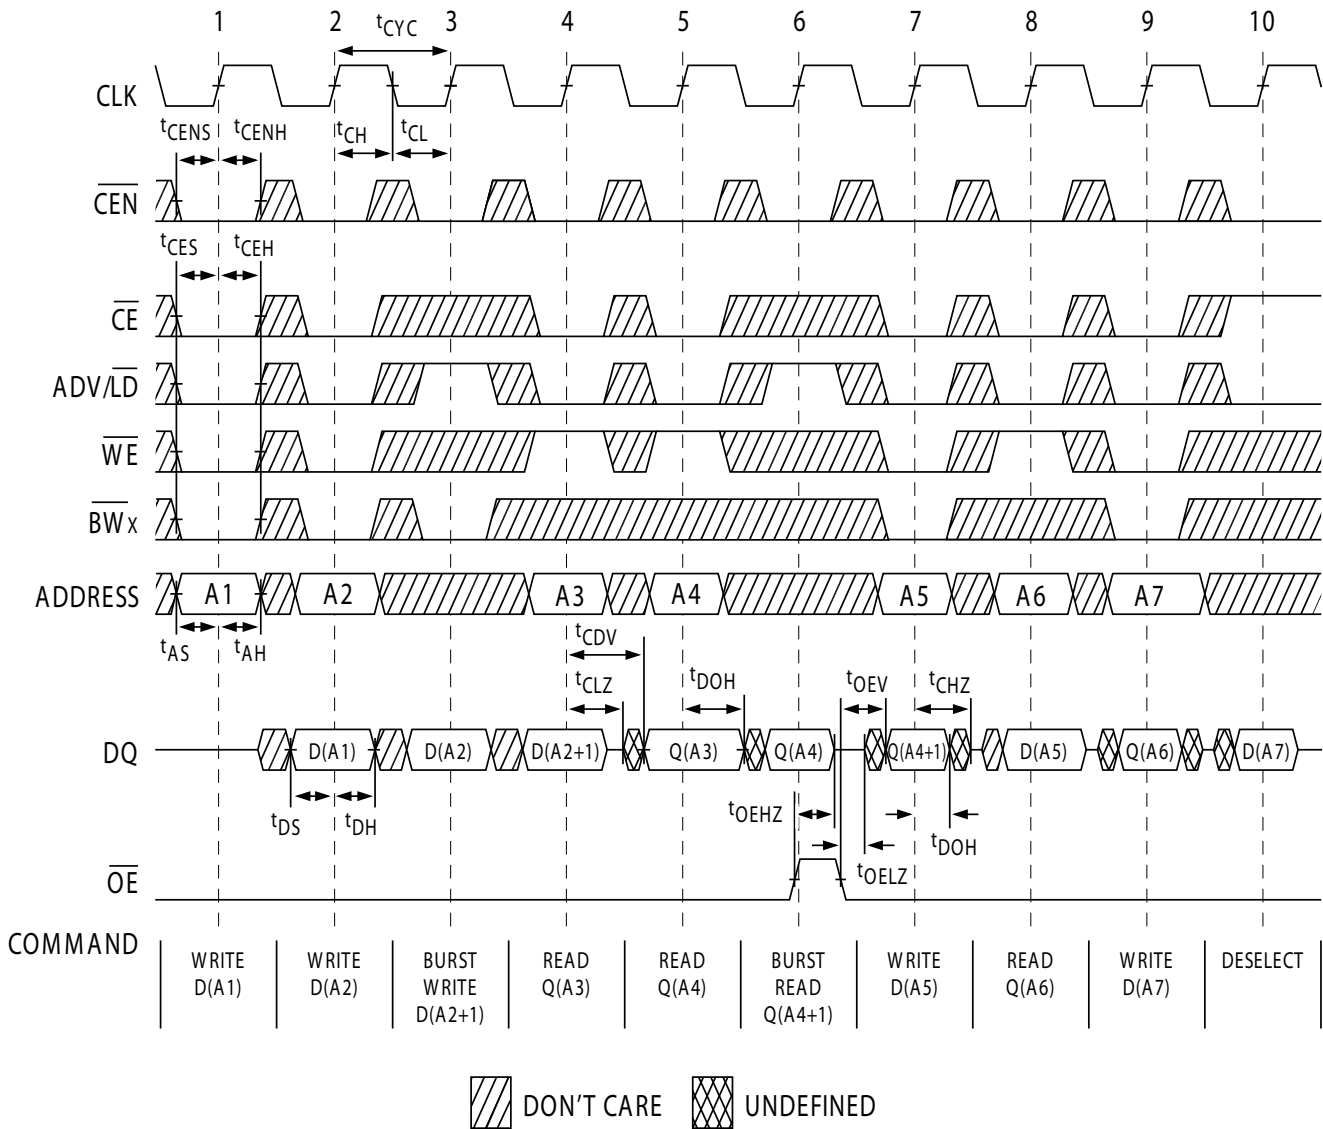 1 2 3 4 5 6 7 8 9 10
tCYC
CLK
tCENS tCENH tCH tCL
CEN
tCES tCEH
CE
ADV/LD
WE
BWx
ADDRESS A1 A2 A3 A4 A5 A6 A7
tAS tAH tCDV
tCLZ tDOH tOEV tCHZ
DQ D(A1) D(A2) D(A2+1) Q(A3) Q(A4) Q(A4+1) D(A5) Q(A6) D(A7)
tDS tDH tOEHZ tDOH
tOELZ
OE
COMMAND
WRITE WRITE BURST READ READ BURST WRITE READ WRITE DESELECT
D(A1) D(A2) WRITE Q(A3) Q(A4) READ D(A5) Q(A6) D(A7)
D(A2+1) Q(A4+1)
DON'T CARE UNDEFINED